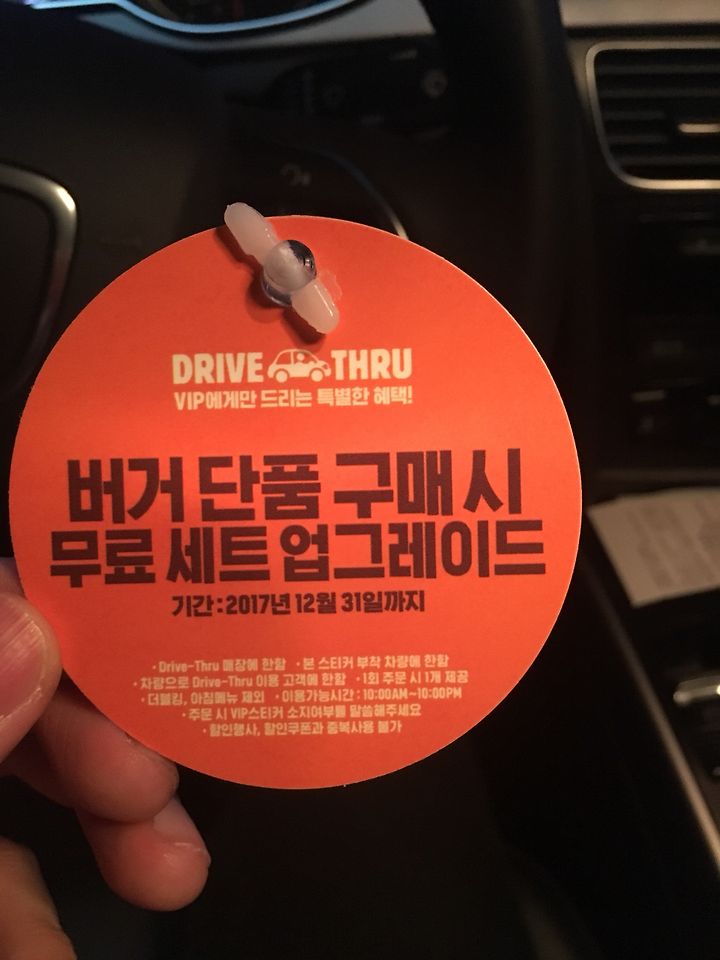 DRIVE THRU
VIP에게만 드리는 특별한 혜택!
버거 단품 구매 시
무료 세트 업그레이드
기간 : 2017년 12월 31일까지
· Drive-Thru 매장에 한함 · 본 스티커 부착 차량에 한함
· 차량으로 Drive-Thru 이용 고객에 한함 · 1회 주문 시 1개 제공
· 더블킹, 아침메뉴 제외 · 이용가능시간 : 10:00AM~10:00PM
· 주문 시 VIP스티커 소지여부를 말씀해주세요
· 할인행사, 할인쿠폰과 중복사용 불가